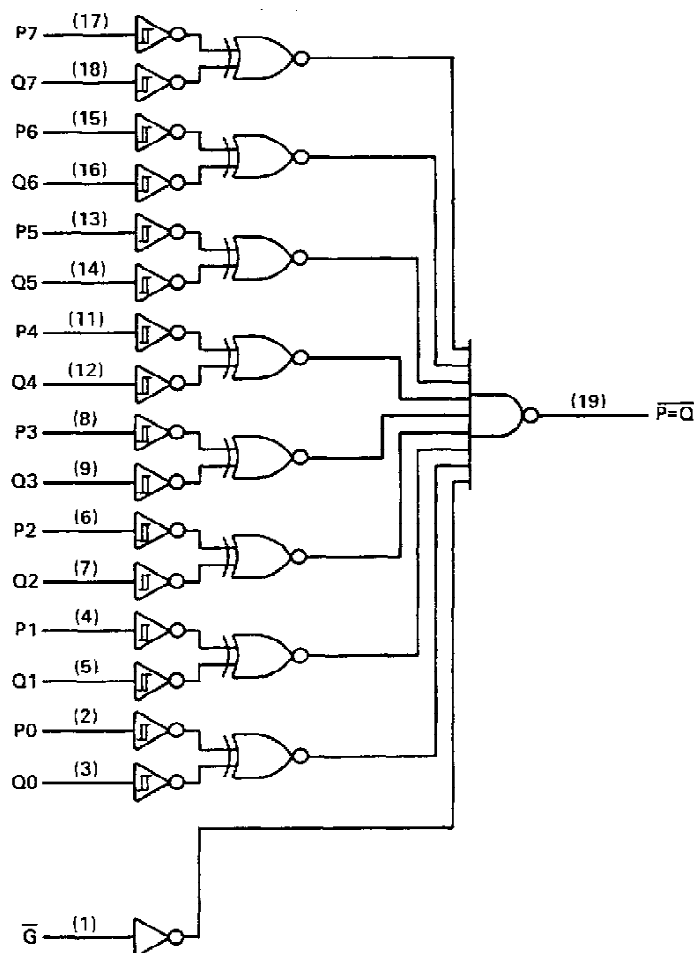 P7 (17)
Q7 (18)
P6 (15)
Q6 (16)
P5 (13)
Q5 (14)
P4 (11)
Q4 (12)
P3 (8)
Q3 (9)
P2 (6)
Q2 (7)
P1 (4)
Q1 (5)
P0 (2)
Q0 (3)
G̅ (1)
(19) P̅=̅Q̅